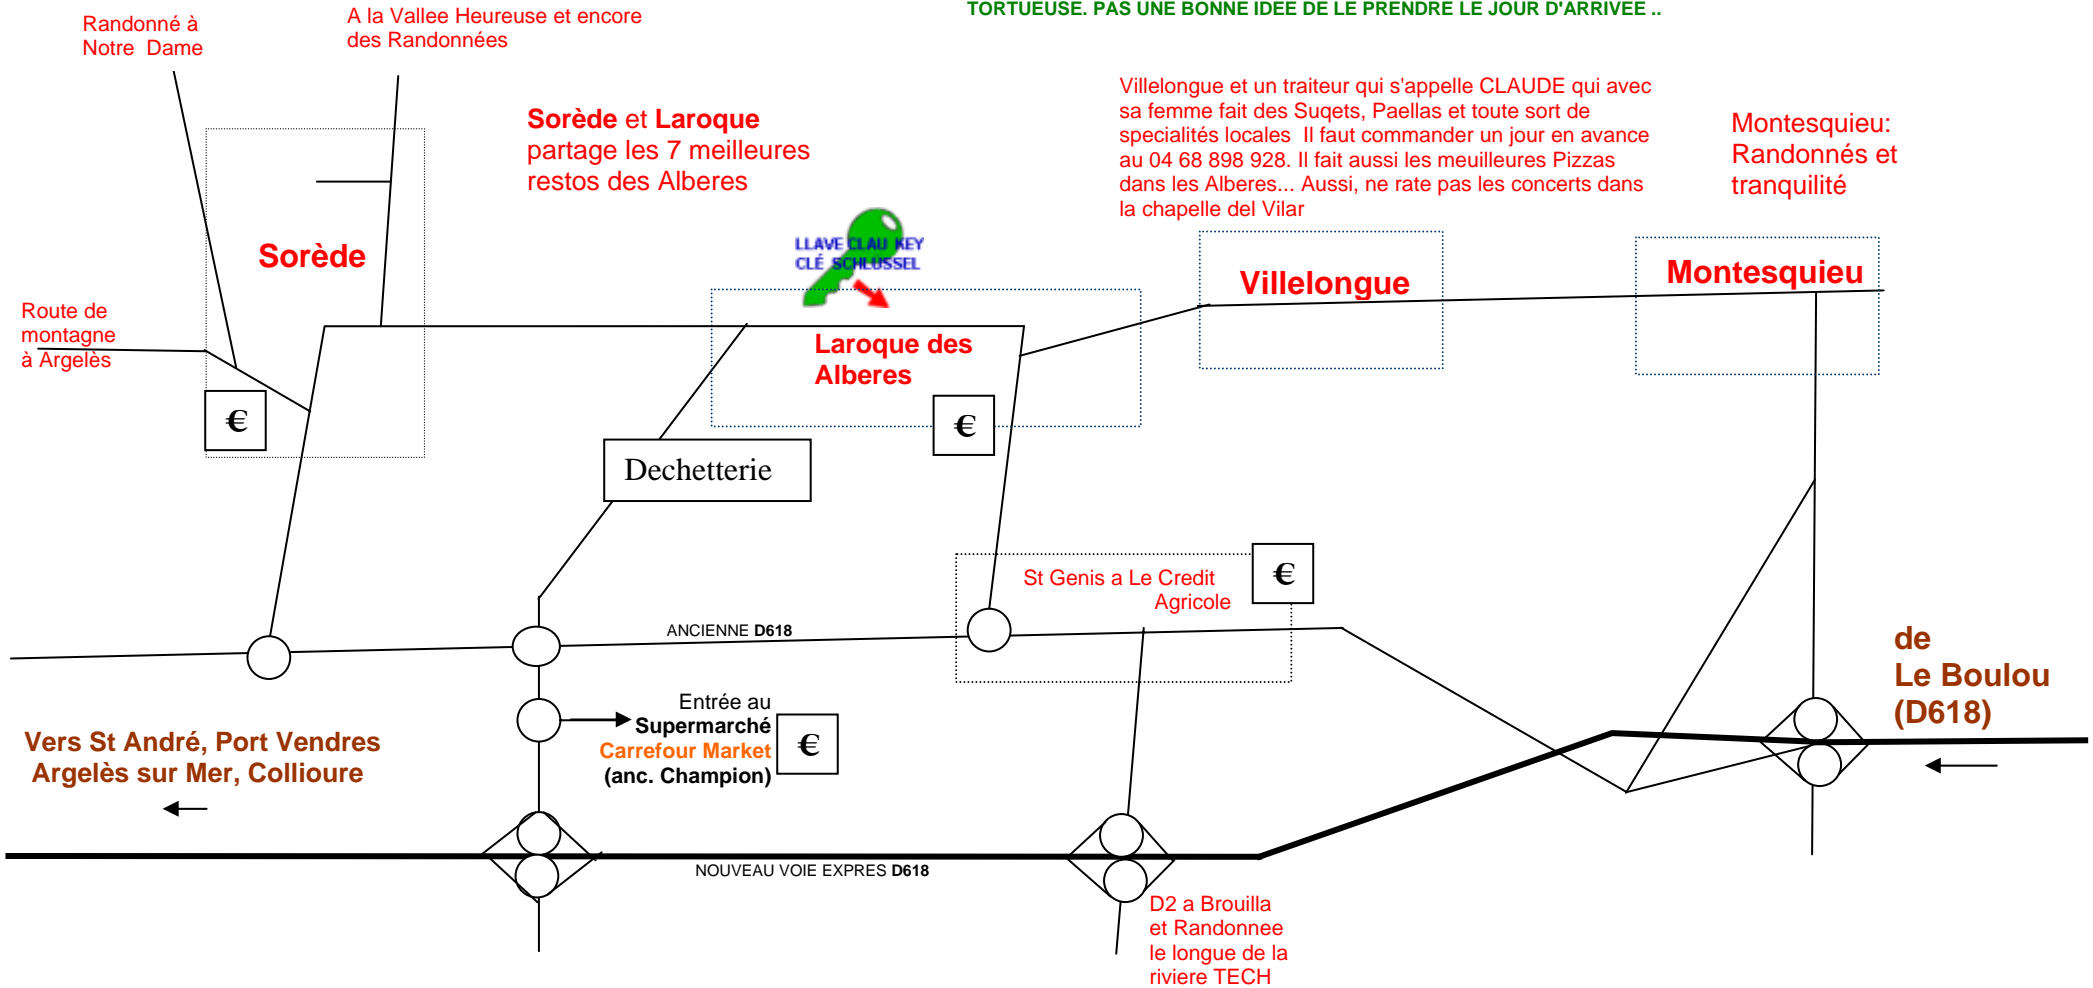 TORTUEUSE. PAS UNE BONNE IDEE DE LE PRENDRE LE JOUR D'ARRIVEE ..
Randonné à
Notre Dame
A la Vallee Heureuse et encore
des Randonnées
Sorède et Laroque
partage les 7 meilleures
restos des Alberes
Villelongue et un traiteur qui s'appelle CLAUDE qui avec
sa femme fait des Suqets, Paellas et toute sort de
specialités locales Il faut commander un jour en avance
au 04 68 898 928. Il fait aussi les meuilleures Pizzas
dans les Alberes... Aussi, ne rate pas les concerts dans
la chapelle del Vilar
Montesquieu:
Randonnés et
tranquilité
LLAVE CLAU KEY
CLÉ SCHLÜSSEL
Sorède
Villelongue
Montesquieu
Route de
montagne
à Argelès
Laroque des
Alberes
€
€
Dechetterie
St Genis a Le Credit
Agricole
€
ANCIENNE D618
de
Le Boulou
(D618)
Entrée au
Supermarché
Carrefour Market
(anc. Champion)
€
Vers St André, Port Vendres
Argelès sur Mer, Collioure
NOUVEAU VOIE EXPRES D618
D2 a Brouilla
et Randonnee
le longue de la
riviere TECH